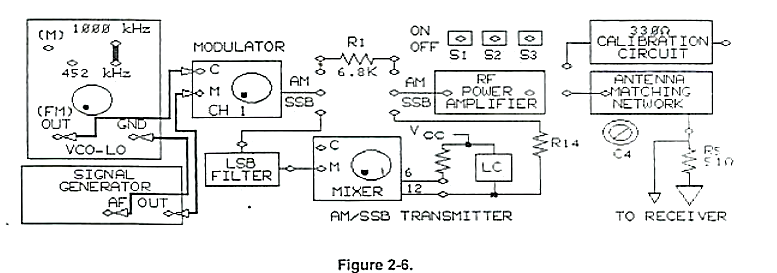 (M) 1000 kHz
452 kHz
(FM)
OUT GND
VCO-LO
SIGNAL
GENERATOR
AF OUT
MODULATOR
C
M
CH 1
AM
SSB
R1
6.8K
LSB
FILTER
C
M
MIXER
6
12
VCC
LC
R14
AM/SSB TRANSMITTER
ON
OFF
S1 S2 S3
AM
SSB
RF
POWER
AMPLIFIER
330Ω
CALIBRATION
CIRCUIT
ANTENNA
MATCHING
NETWORK
C4
R5
51Ω
TO RECEIVER
Figure 2-6.